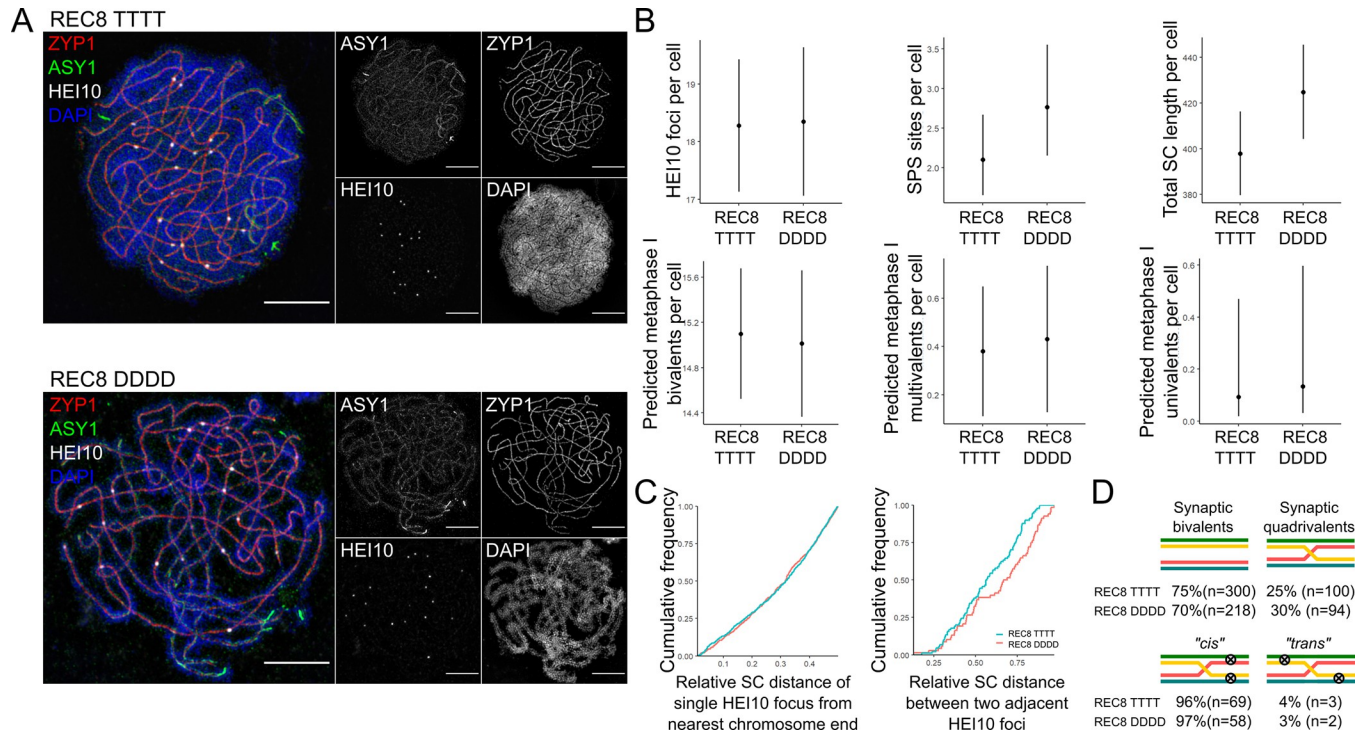 A
REC8 TTTT
ZYP1
ASY1
HEI10
DAPI
ASY1
ZYP1
HEI10
DAPI
REC8 DDDD
ZYP1
ASY1
HEI10
DAPI
ASY1
ZYP1
HEI10
DAPI
B
HEI10 foci per cell
19
18
17
REC8
TTTT
REC8
DDDD
SPS sites per cell
3.5
3.0
2.5
2.0
REC8
TTTT
REC8
DDDD
Total SC length per cell
440
420
400
380
REC8
TTTT
REC8
DDDD
Predicted metaphase I
bivalents per cell
15.6
15.2
14.8
14.4
REC8
TTTT
REC8
DDDD
Predicted metaphase I
multivalents per cell
0.6
0.4
0.2
REC8
TTTT
REC8
DDDD
Predicted metaphase I
univalents per cell
0.6
0.4
0.2
0.0
REC8
TTTT
REC8
DDDD
C
Cumulative frequency
1.00
0.75
0.50
0.25
0.00
0.1
0.2
0.3
0.4
Relative SC distance of
single HEI10 focus from
nearest chromosome end
Cumulative frequency
1.00
0.75
0.50
0.25
0.00
REC8 TTTT
REC8 DDDD
0.25
0.50
0.75
Relative SC distance
between two adjacent
HEI10 foci
D
Synaptic
bivalents
Synaptic
quadrivalents
REC8 TTTT 75%(n=300) 25%(n=100)
REC8 DDDD 70%(n=218) 30%(n=94)
"cis" "trans"
REC8 TTTT 96%(n=69) 4%(n=3)
REC8 DDDD 97%(n=58) 3%(n=2)